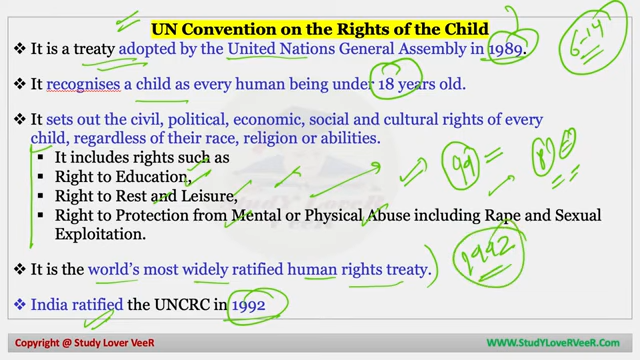 UN Convention on the Rights of the Child
❖ It is a treaty adopted by the United Nations General Assembly in 1989.
6-14
❖ It recognises a child as every human being under 18 years old.
❖ It sets out the civil, political, economic, social and cultural rights of every
child, regardless of their race, religion or abilities.
▪ It includes rights such as
▪ Right to Education,
▪ Right to Rest and Leisure,
▪ Right to Protection from Mental or Physical Abuse including Rape and Sexual
Exploitation.
1992
❖ It is the world's most widely ratified human rights treaty.
❖ India ratified the UNCRC in 1992
Copyright @ Study Lover VeeR
WWW.StudyLoveRVeeR.Com